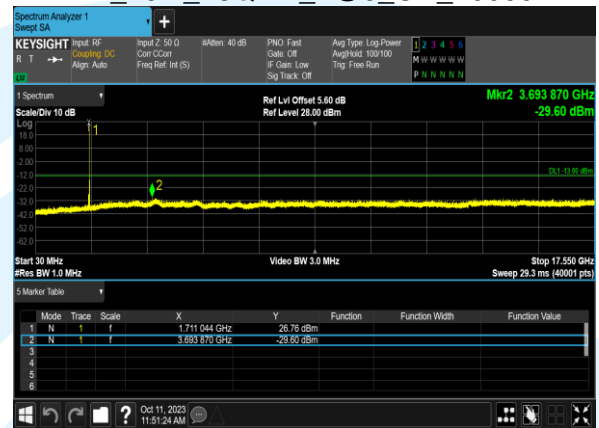 Spectrum Analyzer 1
Swept SA
KEYSIGHT
R T
LXI
Input: RF
Coupling: DC
Align: Auto
Input Z: 50 Ω
Corr CCorr
Freq Ref: Int (S)
#Atten: 40 dB
PNO: Fast
Gate: Off
IF Gain: Low
Sig Track: Off
Avg Type: Log-Power
Avg|Hold: 100/100
Trig: Free Run
1 2 3 4 5 6
M W W W W W
P N N N N N
1 Spectrum
Scale/Div 10 dB
Ref Lvl Offset 5.60 dB
Ref Level 28.00 dBm
Mkr2 3.693 870 GHz
-29.60 dBm
Log
18.0
8.00
-2.00
-12.0
-22.0
-32.0
-42.0
-52.0
-62.0
1
2
DL1 -13.00 dBm
Start 30 MHz
#Res BW 1.0 MHz
Video BW 3.0 MHz
Stop 17.550 GHz
Sweep 29.3 ms (40001 pts)
5 Marker Table
Mode Trace Scale X Y Function Function Width Function Value
1 N 1 f 1.711 044 GHz 26.76 dBm
2 N 1 f 3.693 870 GHz -29.60 dBm
3
4
5
6
?
Oct 11, 2023
11:51:24 AM